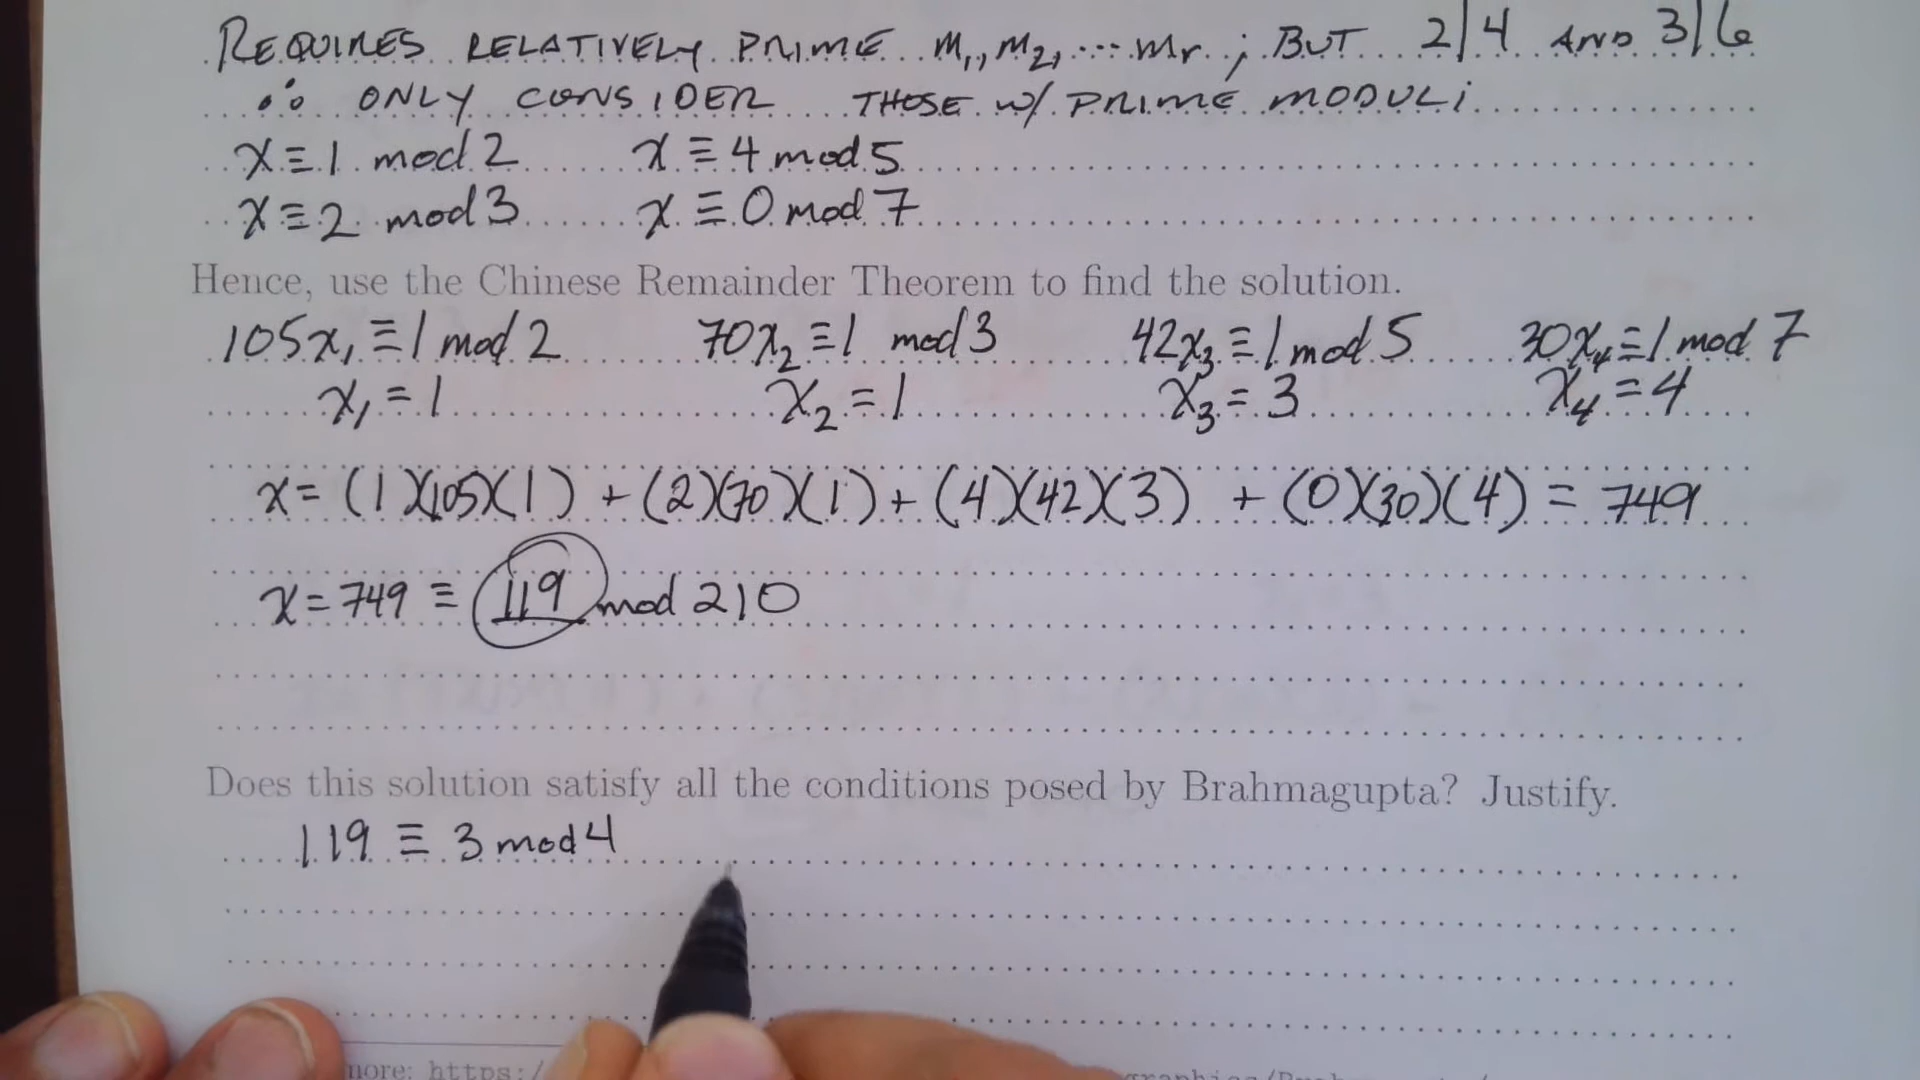 REQUIRES RELATIVELY PRIME m₁, m₂, ... mr ; BUT 2|4 AND 3|6
∴ ONLY CONSIDER THOSE W/ PRIME MODULi
x ≡ 1 mod 2 x ≡ 4 mod 5
x ≡ 2 mod 3 x ≡ 0 mod 7
Hence, use the Chinese Remainder Theorem to find the solution.
105x₁ ≡ 1 mod 2 70x₂ ≡ 1 mod 3 42x₃ ≡ 1 mod 5 30x₄ ≡ 1 mod 7
x₁ = 1 x₂ = 1 x₃ = 3 x₄ = 4
x = (1)(105)(1) + (2)(70)(1) + (4)(42)(3) + (0)(30)(4) = 749
x = 749 ≡ 119 mod 210
Does this solution satisfy all the conditions posed by Brahmagupta? Justify.
119 ≡ 3 mod 4
more: https:/